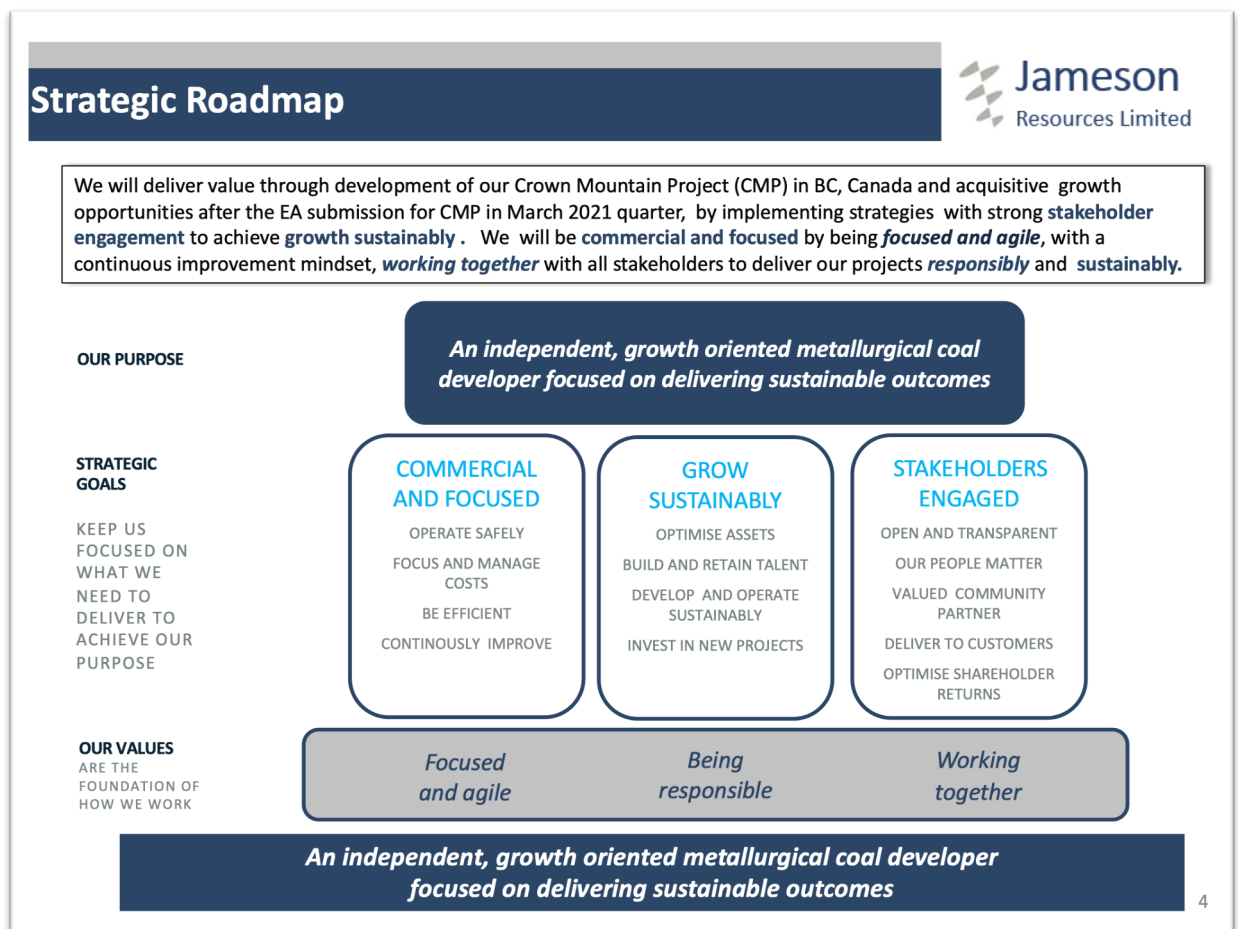 Strategic Roadmap
Jameson
Resources Limited
We will deliver value through development of our Crown Mountain Project (CMP) in BC, Canada and acquisitive growth
opportunities after the EA submission for CMP in March 2021 quarter, by implementing strategies with strong stakeholder
engagement to achieve growth sustainably . We will be commercial and focused by being focused and agile, with a
continuous improvement mindset, working together with all stakeholders to deliver our projects responsibly and sustainably.
OUR PURPOSE
An independent, growth oriented metallurgical coal
developer focused on delivering sustainable outcomes
STRATEGIC
GOALS
KEEP US
FOCUSED ON
WHAT WE
NEED TO
DELIVER TO
ACHIEVE OUR
PURPOSE
COMMERCIAL
AND FOCUSED
OPERATE SAFELY
FOCUS AND MANAGE
COSTS
BE EFFICIENT
CONTINOUSLY IMPROVE
GROW
SUSTAINABLY
OPTIMISE ASSETS
BUILD AND RETAIN TALENT
DEVELOP AND OPERATE
SUSTAINABLY
INVEST IN NEW PROJECTS
STAKEHOLDERS
ENGAGED
OPEN AND TRANSPARENT
OUR PEOPLE MATTER
VALUED COMMUNITY
PARTNER
DELIVER TO CUSTOMERS
OPTIMISE SHAREHOLDER
RETURNS
OUR VALUES
ARE THE
FOUNDATION OF
HOW WE WORK
Focused
and agile
Being
responsible
Working
together
An independent, growth oriented metallurgical coal developer
focused on delivering sustainable outcomes
4